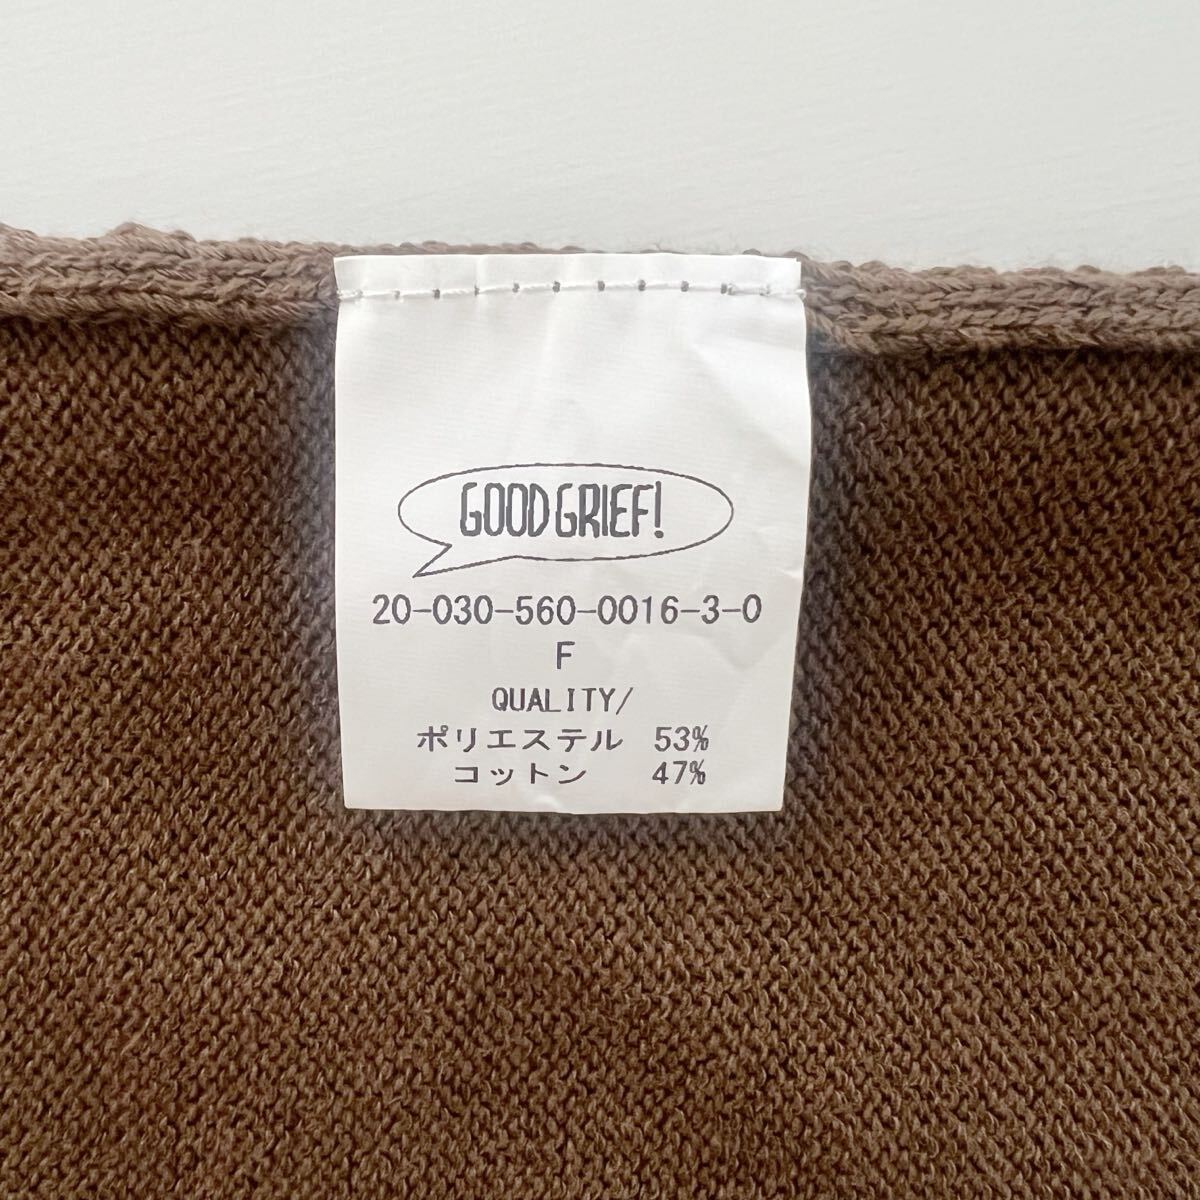 GOOD GRIEF!
20-030-560-0016-3-0
F
QUALITY/
ポリエステル 53%
コットン 47%